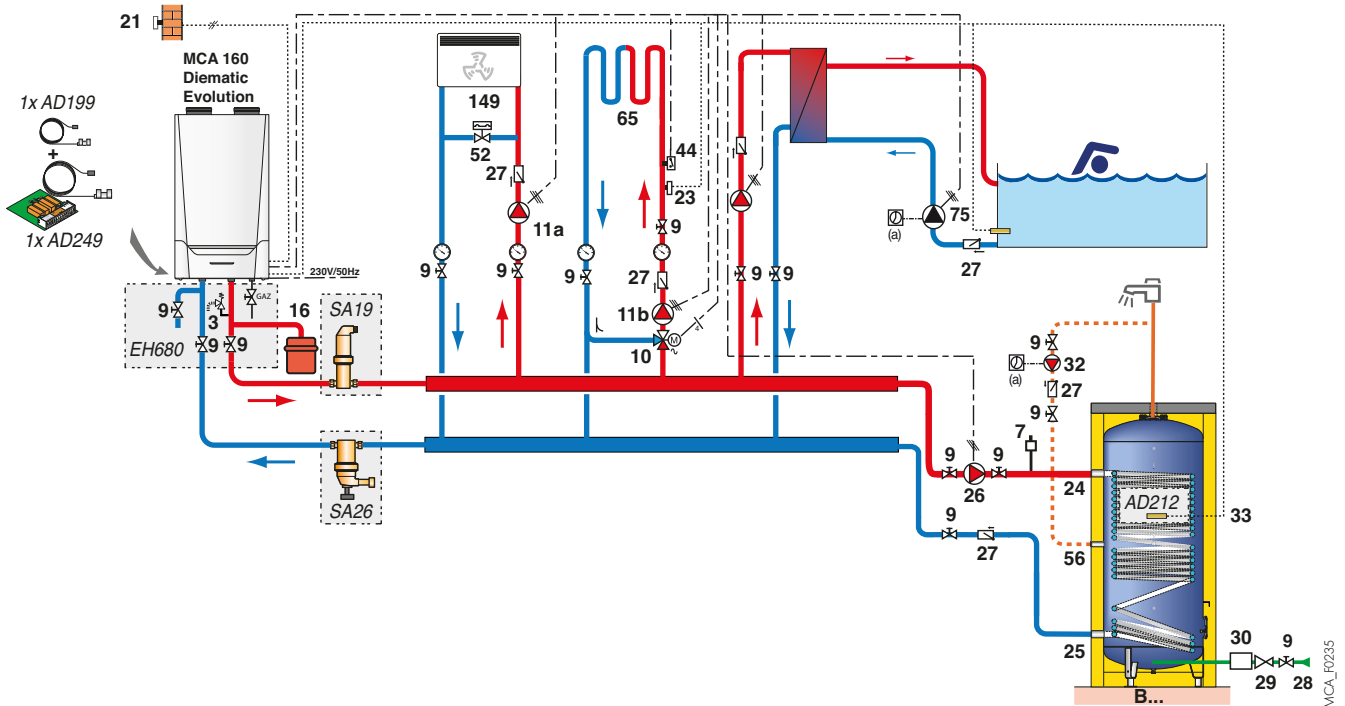 21
MCA 160
Diematic
Evolution
1x AD199
+
1x AD249
230V/50Hz
GAZ
9
3
16
EH680
9
9
SA19
SA26
149
52
27
11a
9
9
65
44
23
9
27
11b
10
M
~
9
9
9
(a)
75
27
9
(a)
32
27
9
7
9
9
26
24
AD212
33
9
27
56
25
30
9
29
28
B...
MCA_F0235